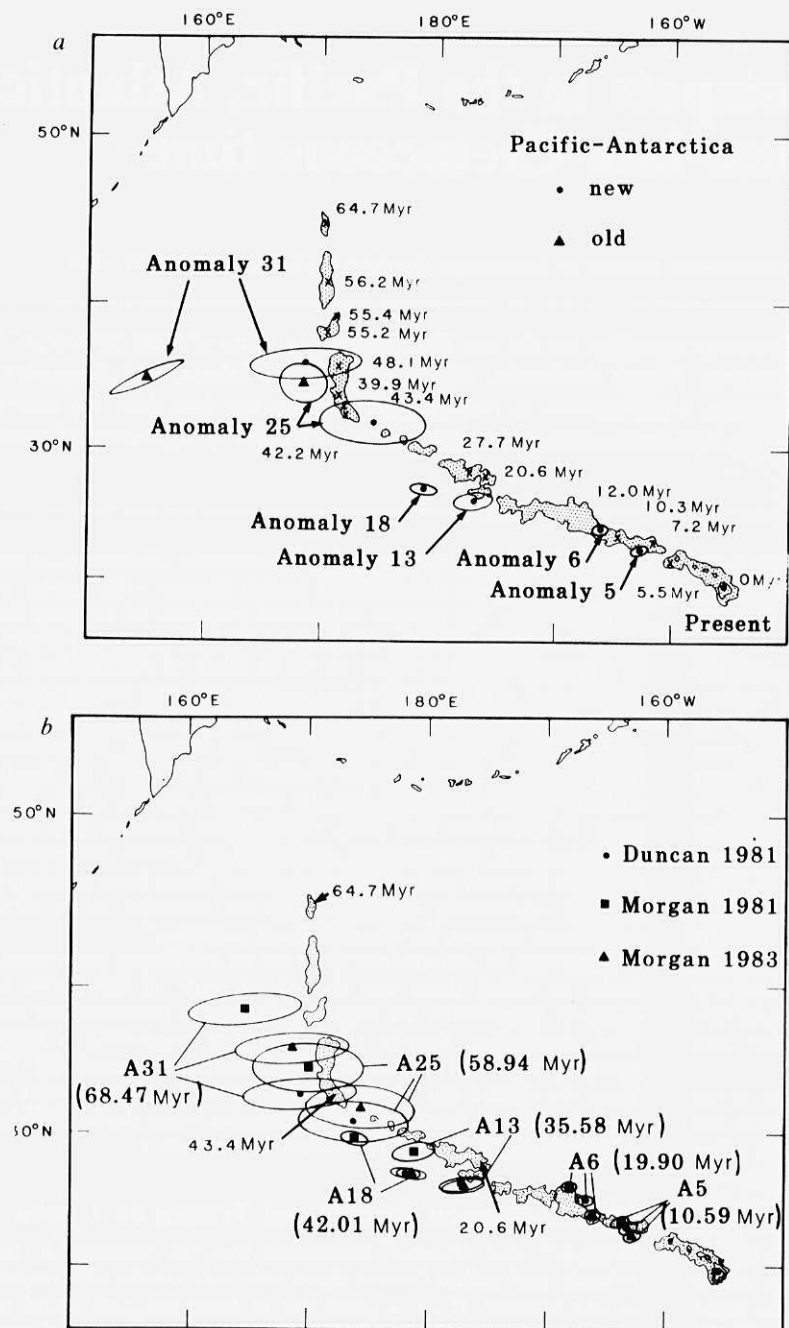 a
160°E 180°E 160°W
50°N
Pacific-Antarctica
• new
▲ old
64.7 Myr
Anomaly 31
56.2 Myr
55.4 Myr
55.2 Myr
48.1 Myr
39.9 Myr
43.4 Myr
Anomaly 25
30°N
42.2 Myr
27.7 Myr
20.6 Myr
12.0 Myr
10.3 Myr
7.2 Myr
Anomaly 18
Anomaly 13
Anomaly 6
Anomaly 5
5.5 Myr
0 Myr
Present
b
160°E 180°E 160°W
50°N
• Duncan 1981
■ Morgan 1981
▲ Morgan 1983
64.7 Myr
A31
(68.47 Myr)
A25 (58.94 Myr)
30°N
43.4 Myr
A13 (35.58 Myr)
A6 (19.90 Myr)
A5
(10.59 Myr)
A18
(42.01 Myr)
20.6 Myr